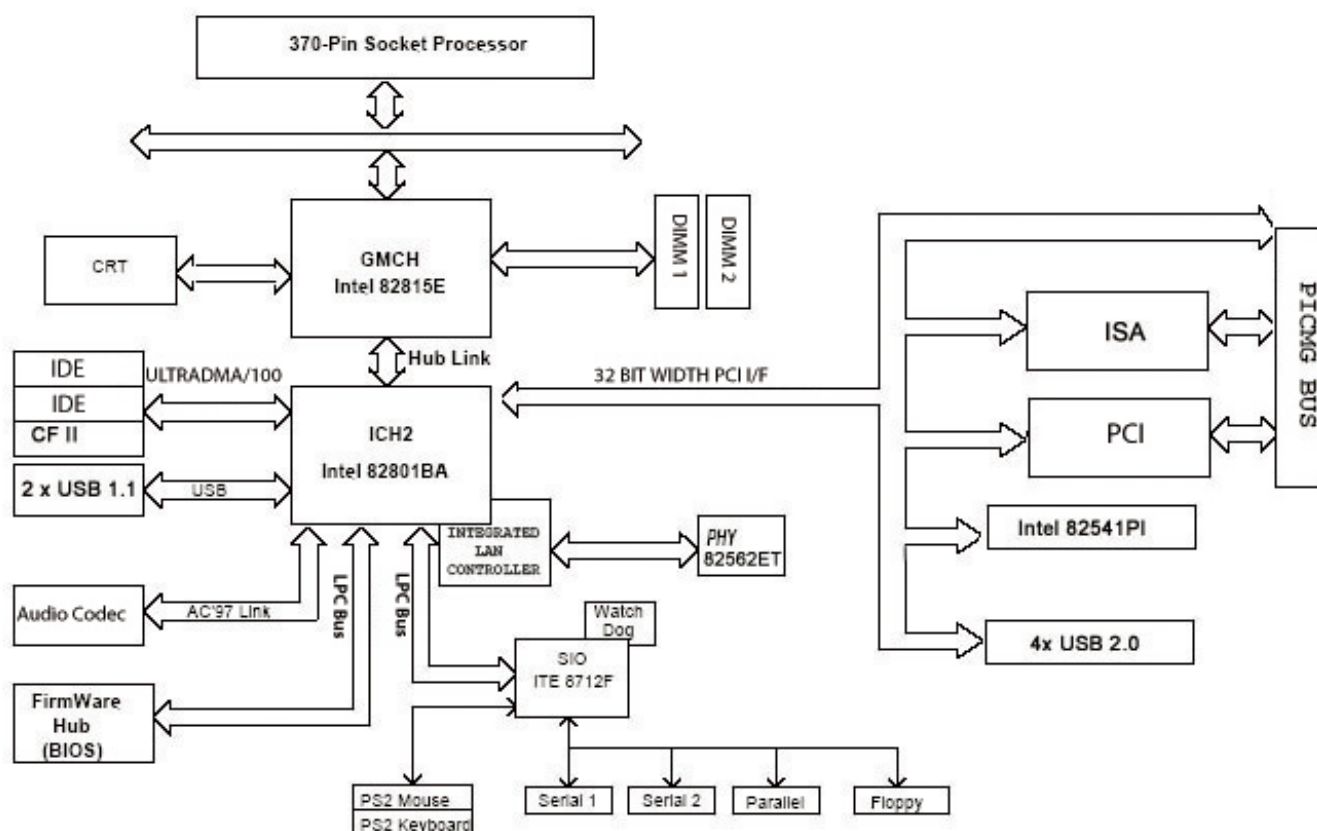 370-Pin Socket Processor
CRT
GMCH
Intel 82815E
DIMM 1
DIMM 2
Hub Link
IDE
IDE
CF II
ULTRADMA/100
2 x USB 1.1
USB
ICH2
Intel 82801BA
INTEGRATED
LAN
CONTROLLER
PHY
82562ET
32 BIT WIDTH PCI I/F
ISA
PCI
PICMG BUS
Intel 82541PI
4x USB 2.0
Audio Codec
AC'97 Link
LPC Bus
LPC Bus
FirmWare
Hub
(BIOS)
Watch
Dog
SIO
ITE 8712F
PS2 Mouse
PS2 Keyboard
Serial 1
Serial 2
Parallel
Floppy